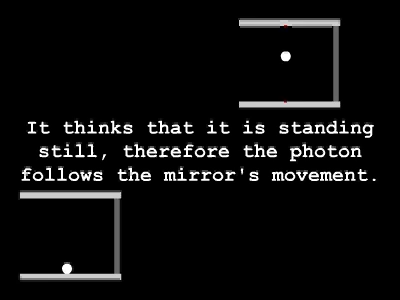 It thinks that it is standing
still, therefore the photon
follows the mirror's movement.